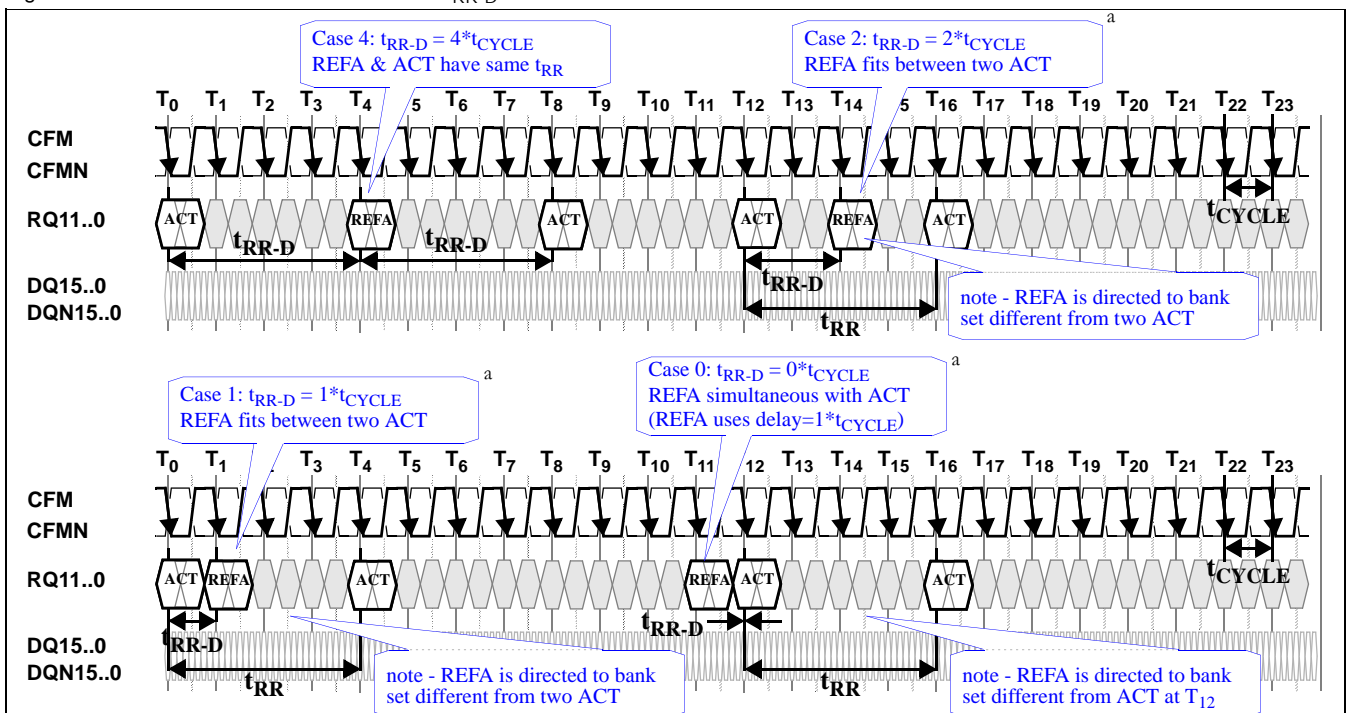 RR-D
Case 4: tRR-D = 4*tCYCLE
REFA & ACT have same tRR
Case 2: tRR-D = 2*tCYCLE
REFA fits between two ACT
a
T0 T1 T2 T3 T4 5 T6 T7 T8 T9 T10 T11 T12 T13 T14 5 T16 T17 T18 T19 T20 T21 T22 T23
CFM
CFMN
RQ11..0
ACT REFA ACT ACT REFA ACT
tCYCLE
tRR-D tRR-D tRR-D
DQ15..0
DQN15..0
tRR
note - REFA is directed to bank
set different from two ACT
Case 1: tRR-D = 1*tCYCLE
REFA fits between two ACT
a
Case 0: tRR-D = 0*tCYCLE
REFA simultaneous with ACT
(REFA uses delay=1*tCYCLE)
a
T0 T1 T3 T4 T5 T6 T7 T8 T9 T10 T11 12 T13 T14 T15 T16 T17 T18 T19 T20 T21 T22 T23
CFM
CFMN
RQ11..0
ACT REFA ACT REFA ACT ACT
tCYCLE
tRR-D tRR-D
DQ15..0
DQN15..0
tRR tRR
note - REFA is directed to bank
set different from two ACT
note - REFA is directed to bank
set different from ACT at T12